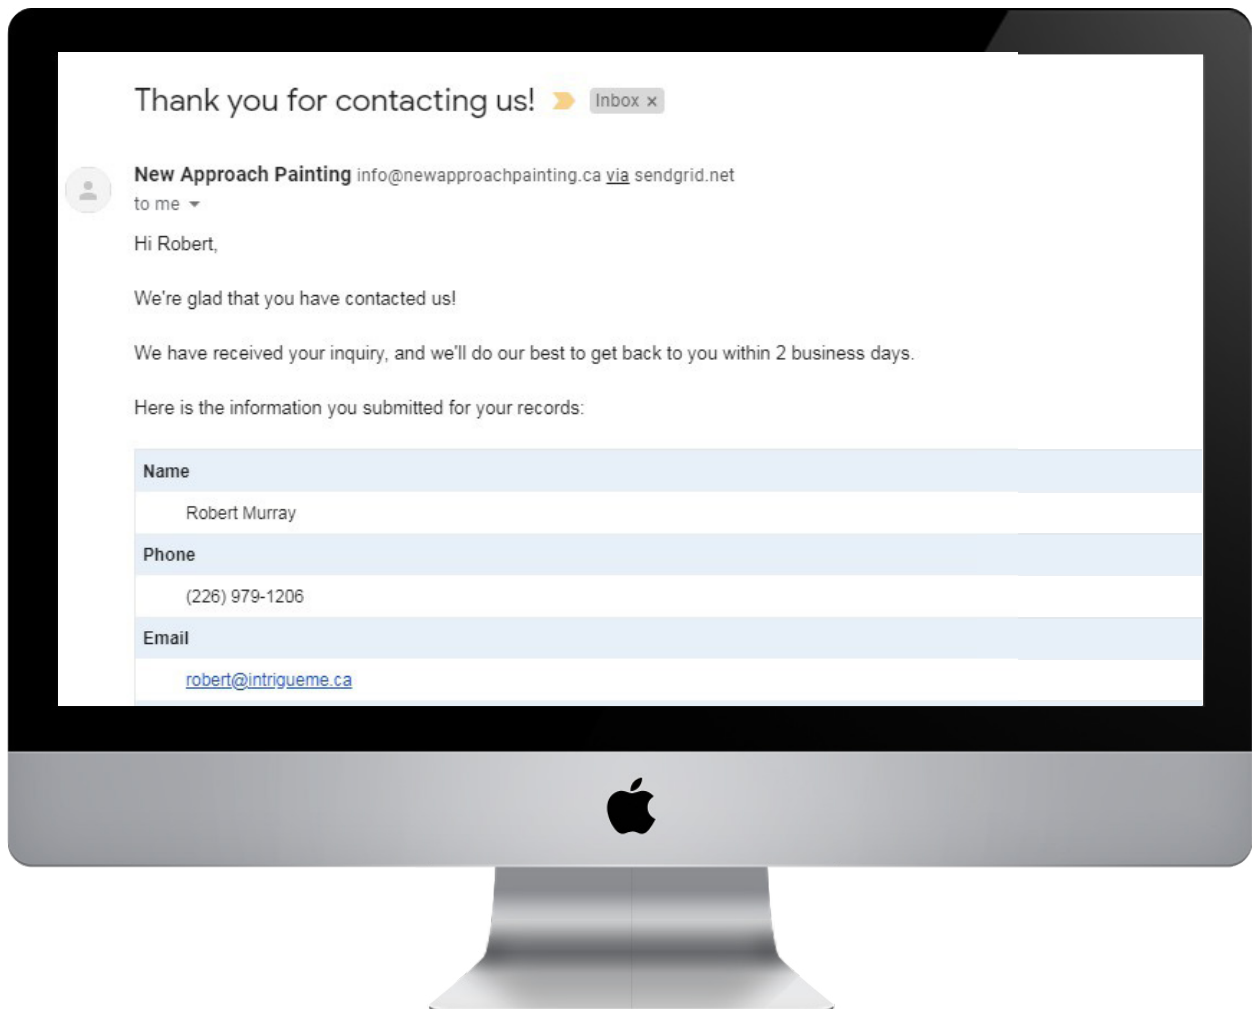 Thank you for contacting us! Inbox x
New Approach Painting info@newapproachpainting.ca via sendgrid.net
to me
Hi Robert,
We're glad that you have contacted us!
We have received your inquiry, and we'll do our best to get back to you within 2 business days.
Here is the information you submitted for your records:
Name
Robert Murray
Phone
(226) 979-1206
Email
robert@intrigueme.ca